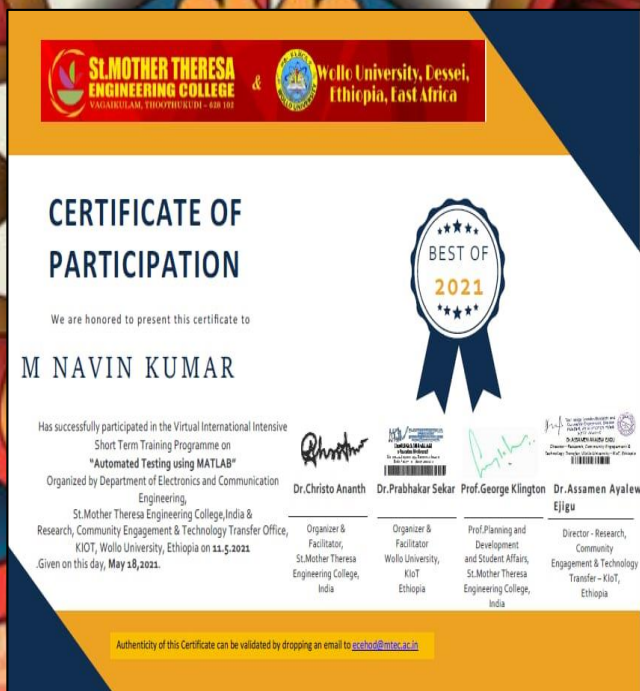 St.MOTHER THERESA
ENGINEERING COLLEGE
VAGAIKULAM, THOOTHUKUDI - 628 102
&
Wollo University, Dessei,
Ethiopia, East Africa
CERTIFICATE OF
PARTICIPATION
We are honored to present this certificate to
M NAVIN KUMAR
BEST OF
2021
Has successfully participated in the Virtual International Intensive
Short Term Training Programme on
"Automated Testing using MATLAB"
Organized by Department of Electronics and Communication
Engineering,
St.Mother Theresa Engineering College,India &
Research, Community Engagement & Technology Transfer Office,
KIOT, Wollo University, Ethiopia on 11.5.2021
.Given on this day, May 18,2021.
Dr.Christo Ananth
Organizer &
Facilitator,
St.Mother Theresa
Engineering College,
India
Dr.Prabhakar Sekar
Organizer &
Facilitator
Wollo University,
KIoT
Ethiopia
Prof.George Klington
Prof.Planning and
Development
and Student Affairs,
St.Mother Theresa
Engineering College,
India
Dr.Assamen Ayalew
Ejigu
Director - Research,
Community
Engagement & Technology
Transfer – KIoT,
Ethiopia
Authenticity of this Certificate can be validated by dropping an email to ecehod@mtec.ac.in